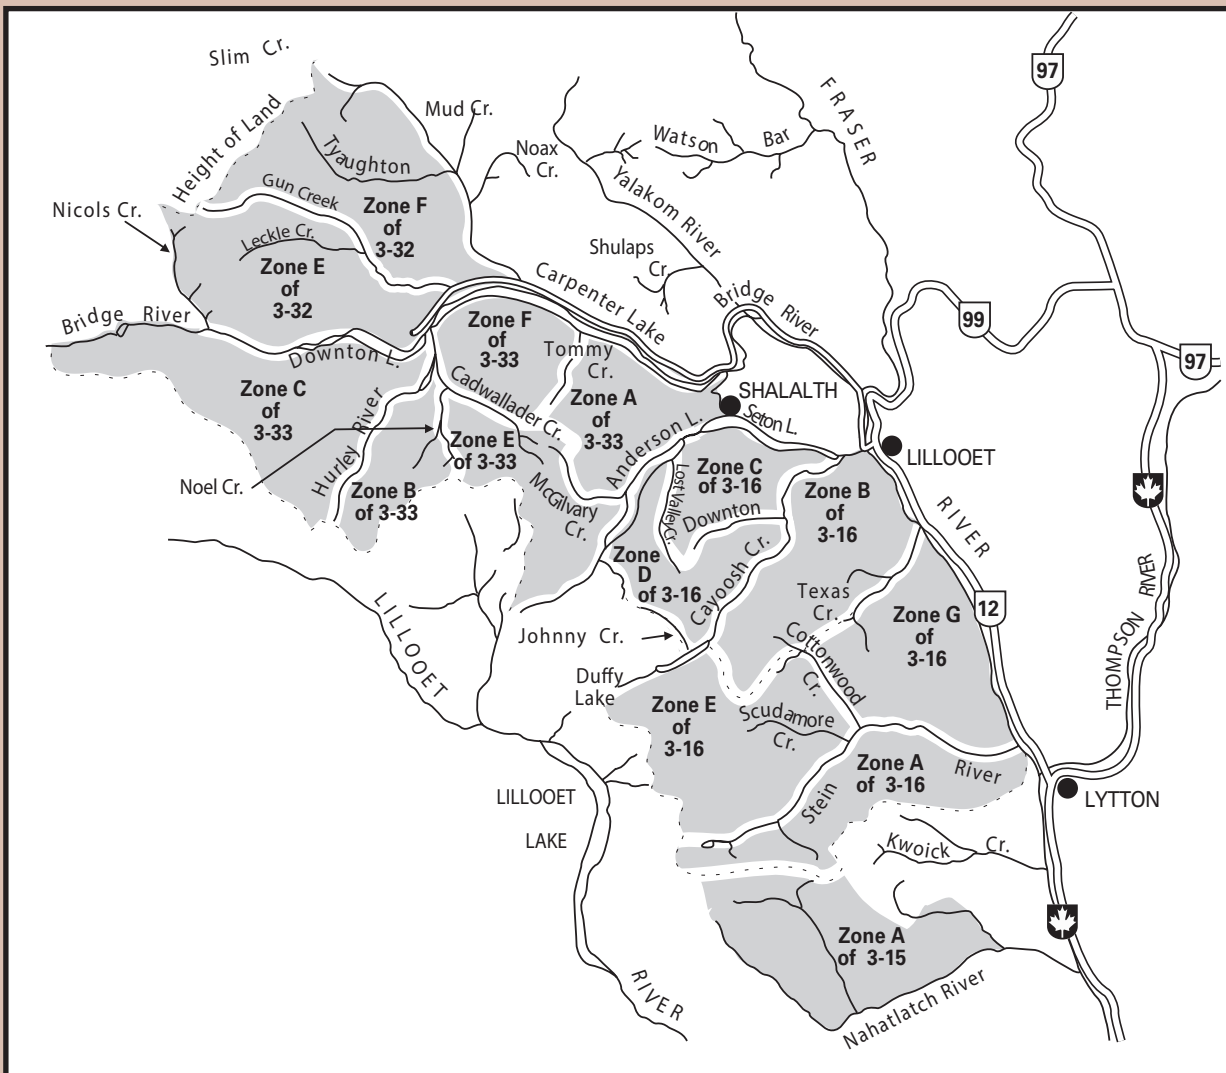 Slim Cr.
97
Mud Cr.
FRASER
Height of Land
Tyaughton
Noax
Cr.
Watson Bar
Yalakom River
Gun Creek
Nicols Cr.
Zone F
of
3-32
Leckie Cr.
Shulaps
Cr.
Zone E
of
3-32
Carpenter Lake
Bridge River
Bridge River
99
97
Downton L.
Zone F
of
3-33
Tommy
Cr.
Zone C
of
3-33
Cadwallader Cr.
Zone A
of
3-33
SHALALTH
Seton L.
Anderson L.
Hurley River
Zone E
of 3-33
LILLOOET
Noel Cr.
Zone B
of 3-33
McGilvary
Cr.
Lost Valley Cr.
Zone C
of 3-16
Zone B
of
3-16
Downton
RIVER
Zone
D
of 3-16
Cayoosh Cr.
LILLOOET
Texas
Cr.
12
THOMPSON RIVER
Johnny Cr.
Zone G
of
3-16
Cottonwood
Cr.
Duffy
Lake
Zone E
of
3-16
Scudamore
Cr.
Zone A
of 3-16
River
Stein
LILLOOET
LAKE
LYTTON
Kwoick Cr.
Zone A
of 3-15
RIVER
Nahatlatch River